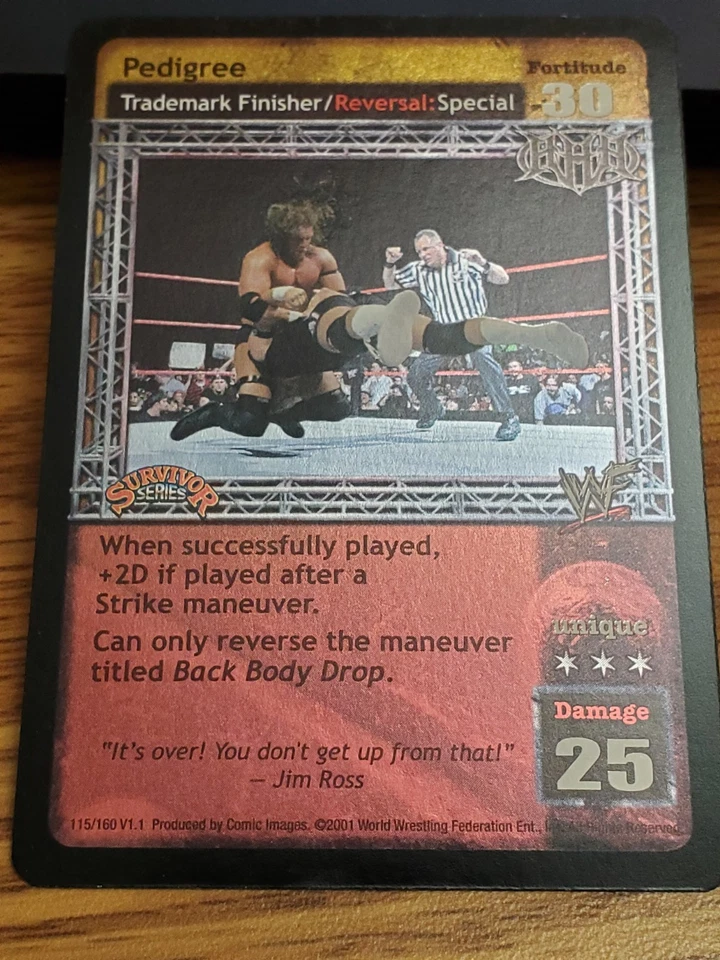 Pedigree
Fortitude
Trademark Finisher/Reversal:Special
30
HHH
SURVIVOR
SERIES
WF
When successfully played,
+2D if played after a
Strike maneuver.
Can only reverse the maneuver
titled Back Body Drop.
unique
Damage
25
"It's over! You don't get up from that!"
– Jim Ross
115/160 V1.1 Produced by Comic Images. ©2001 World Wrestling Federation Ent., Inc. All Rights Reserved.